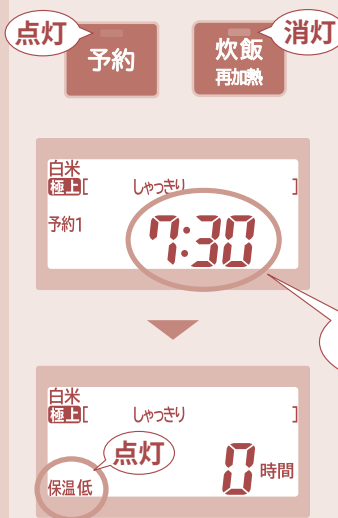 点灯
予約
炊飯
再加熱
消灯
白米
極上[ しゃっきり ]
予約1
7:30
白米
極上[ しゃっきり ]
点灯
保温低
0時間